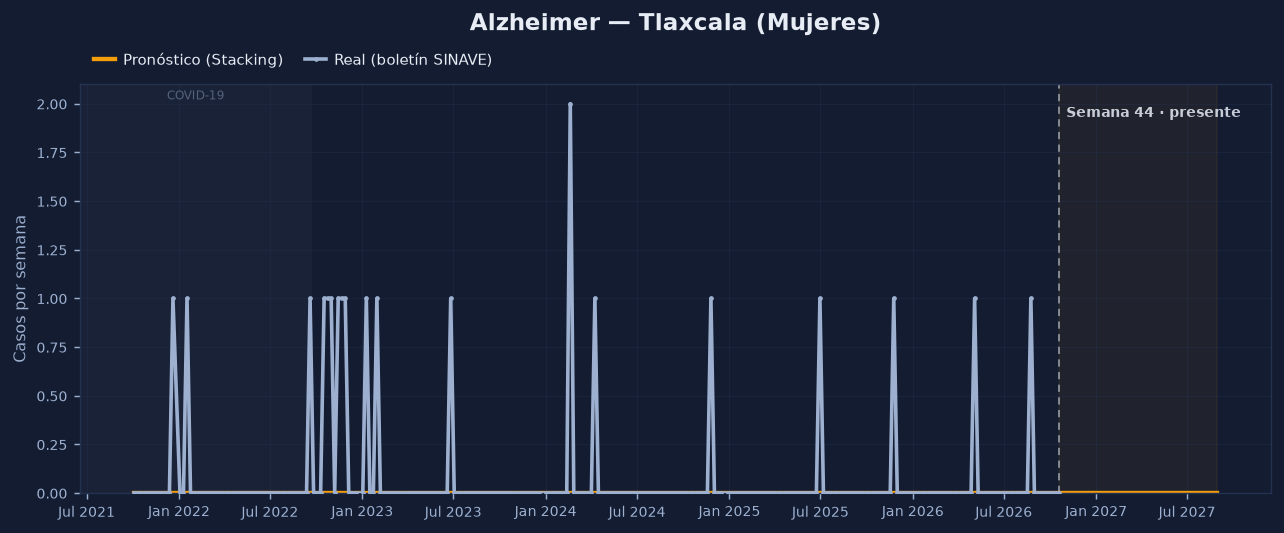 Alzheimer — Tlaxcala (Mujeres)
Pronóstico (Stacking)
Real (boletín SINAVE)
COVID-19
Semana 44 · presente
Casos por semana
2.00
1.75
1.50
1.25
1.00
0.75
0.50
0.25
0.00
Jul 2021
Jan 2022
Jul 2022
Jan 2023
Jul 2023
Jan 2024
Jul 2024
Jan 2025
Jul 2025
Jan 2026
Jul 2026
Jan 2027
Jul 2027